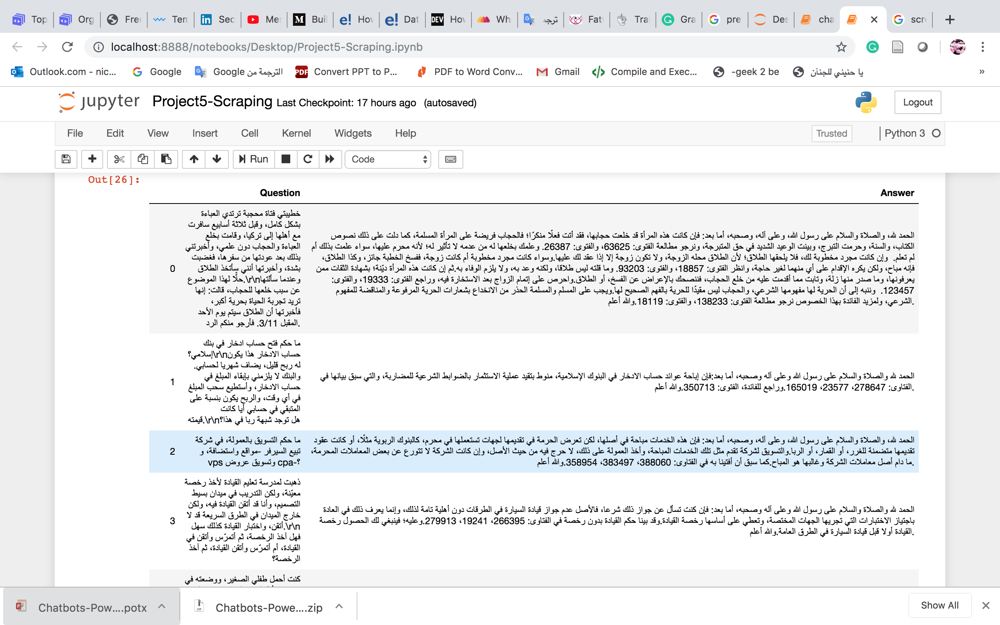 Top
Org
Free
Tem
Sec
Mes
Buil
How
Dat
How
Wh
ترجم
Fatw
Trai
Gra
pre
Des
cha
scre
localhost:8888/notebooks/Desktop/Project5-Scraping.ipynb
Outlook.com - nic...
Google
الترجمة من Google
Convert PPT to P...
PDF to Word Conv...
Gmail
Compile and Exec...
-geek 2 be
يا حنيني للجنآن
»
jupyter Project5-Scraping Last Checkpoint: 17 hours ago (autosaved)
Logout
File Edit View Insert Cell Kernel Widgets Help
Trusted
Python 3
Run
Code
Out[26]:
Question Answer
0
خطيبتي فتاة محجبة ترتدي العباءة
بشكل كامل، وقبل ثلاثة أسابيع سافرت
مع أهلها إلى تركيا، وقامت بخلع
العباءة والحجاب دون علمي، وأخبرتني
بذلك بعد عودتها من سفرها، فغضبت
بشدة، وأخبرتها أنني سأتخذ الطلاق
حلًا لهذا الموضوع.\r\nوعندما سألتها
عن سبب خلعها للحجاب، قالت: إنها
تريد تجربة الحياة بحرية أكبر،
فأخبرتها أن الطلاق سيتم يوم الأحد
المقبل 3/11. فأرجو منكم الرد.
الحمد لله، والصلاة والسلام على رسول الله، وعلى آله، وصحبه، أما بعد: فإن كانت هذه المرأة قد خلعت حجابها، فقد أتت فعلًا منكرًا؛ فالحجاب فريضة على المرأة المسلمة، كما دلت على ذلك نصوص
الكتاب، والسنة، وحرمت التبرج، وبينت الوعيد الشديد في حق المتبرجة، ونرجو مطالعة الفتوى: 63625، والفتوى: 26387. وعلمك بخلعها له من عدمه لا تأثير له؛ لأنه محرم عليها، سواء علمت بذلك أم
لم تعلم. وإن كانت مجرد مخطوبة لك، فلا يلحقها الطلاق؛ لأن الطلاق محله الزوجة، ولا تكون زوجة إلا إذا عقد لك عليها.وسواء كانت مجرد مخطوبة أم كانت زوجة، ففسخ الخطبة جائز، وكذا الطلاق،
فإنه مباح، ولكن يكره الإقدام على أي منهما لغير حاجة، وانظر الفتوى: 18857، والفتوى: 93203. وما قلته ليس طلاقا، ولكنه وعد به، ولا يلزم الوفاء به.ثم إن كانت هذه المرأة ديّنة؛ بشهادة الثقات ممن
يعرفونها، وما صدر منها زلة، وتابت مما أقدمت عليه من خلع الحجاب، فننصحك بالإعراض عن الفسخ، أو الطلاق.واحرص على إتمام الزواج بعد الاستخارة فيه، وراجع الفتوى: 19333، والفتوى:
123457. وننبه إلى أن الحرية لها مفهومها الشرعي، والحجاب ليس مقيدًا للحرية بالفهم الصحيح لها.ويجب على المسلم والمسلمة الحذر من الانخداع بشعارات الحرية المرفوعة والمناقضة للمفهوم
الشرعي، ولمزيد الفائدة بهذا الخصوص نرجو مطالعة الفتوى: 138233، والفتوى: 18119.والله أعلم.
1
ما حكم فتح حساب ادخار في بنك
إسلامي؟\r\nحساب الادخار هذا يكون
له ربح قليل، يضاف شهريا لحسابي.
والبنك لا يلزمني بإبقاء المبلغ في
حساب الادخار، وأستطيع سحب المبلغ
في أي وقت، والربح يكون بنسبة على
المتبقي في حسابي أيا كانت
قيمته.\r\nهل توجد شبهة ربا في هذا؟
الحمد لله والصلاة والسلام على رسول الله وعلى آله وصحبه، أما بعد:فإن إباحة عوائد حساب الادخار في البنوك الإسلامية، منوط بتقيد عملية الاستثمار بالضوابط الشرعية للمضاربة، والتي سبق بيانها في
الفتاوى: 278647، 23577، 165019.وراجع للفائدة، الفتوى: 350713.والله أعلم.
2
ما حكم التسويق بالعمولة، في شركة
تبيع السيرفر -مواقع واستضافة، و
vps وتسويق عروض cpa-؟
الحمد لله، والصلاة والسلام على رسول الله، وعلى آله، وصحبه، أما بعد: فإن هذه الخدمات مباحة في أصلها، لكن تعرض الحرمة في تقديمها لجهات تستعملها في محرم، كالبنوك الربوية مثلًا، أو كانت عقود
تقديمها متضمنة للغرر، أو القمار، أو الربا.والتسويق لشركة تقدم مثل تلك الخدمات المباحة، وأخذ العمولة على ذلك، لا حرج فيه من حيث الأصل، وإن كانت الشركة لا تتورع عن بعض المعاملات المحرمة،
ما دام أصل معاملات الشركة وغالبها هو المباح.كما سبق أن أفتينا به في الفتاوى: 388060، 383497، 358954.والله أعلم.
3
ذهبت لمدرسة تعليم القيادة لأخذ رخصة
معيّنة، ولكن التدريب في ميدان بسيط
التصميم، وأنا قد أتقن القيادة فيه، ولكن
خارج الميدان في الطرق السريعة قد لا
أتقن، واختبار القيادة كذلك سهل.\r\n
فهل آخذ الرخصة، ثم أتمرّس وأتقن في
القيادة، أم أتمرّس وأتقن القيادة، ثم آخذ
الرخصة؟
الحمد لله والصلاة والسلام على رسول الله وعلى آله وصحبه، أما بعد: فإن كنت تسأل عن جواز ذلك شرعا، فالأصل عدم جواز قيادة السيارة في الطرقات دون أهلية تامة لذلك، وإنما يعرف ذلك في العادة
باجتياز الاختبارات التي تجريها الجهات المختصة، وتعطي على أساسها رخصة القيادة.وقد بينا حكم القيادة بدون رخصة في الفتاوى: 266395، 19241، 279913.وعليه؛ فينبغي لك الحصول رخصة
القيادة أولا قبل قيادة السيارة في الطرق العامة.والله أعلم.
كنت أحمل طفلي الصغير، ووضعته في
Chatbots-Pow....potx
Chatbots-Powe....zip
Show All